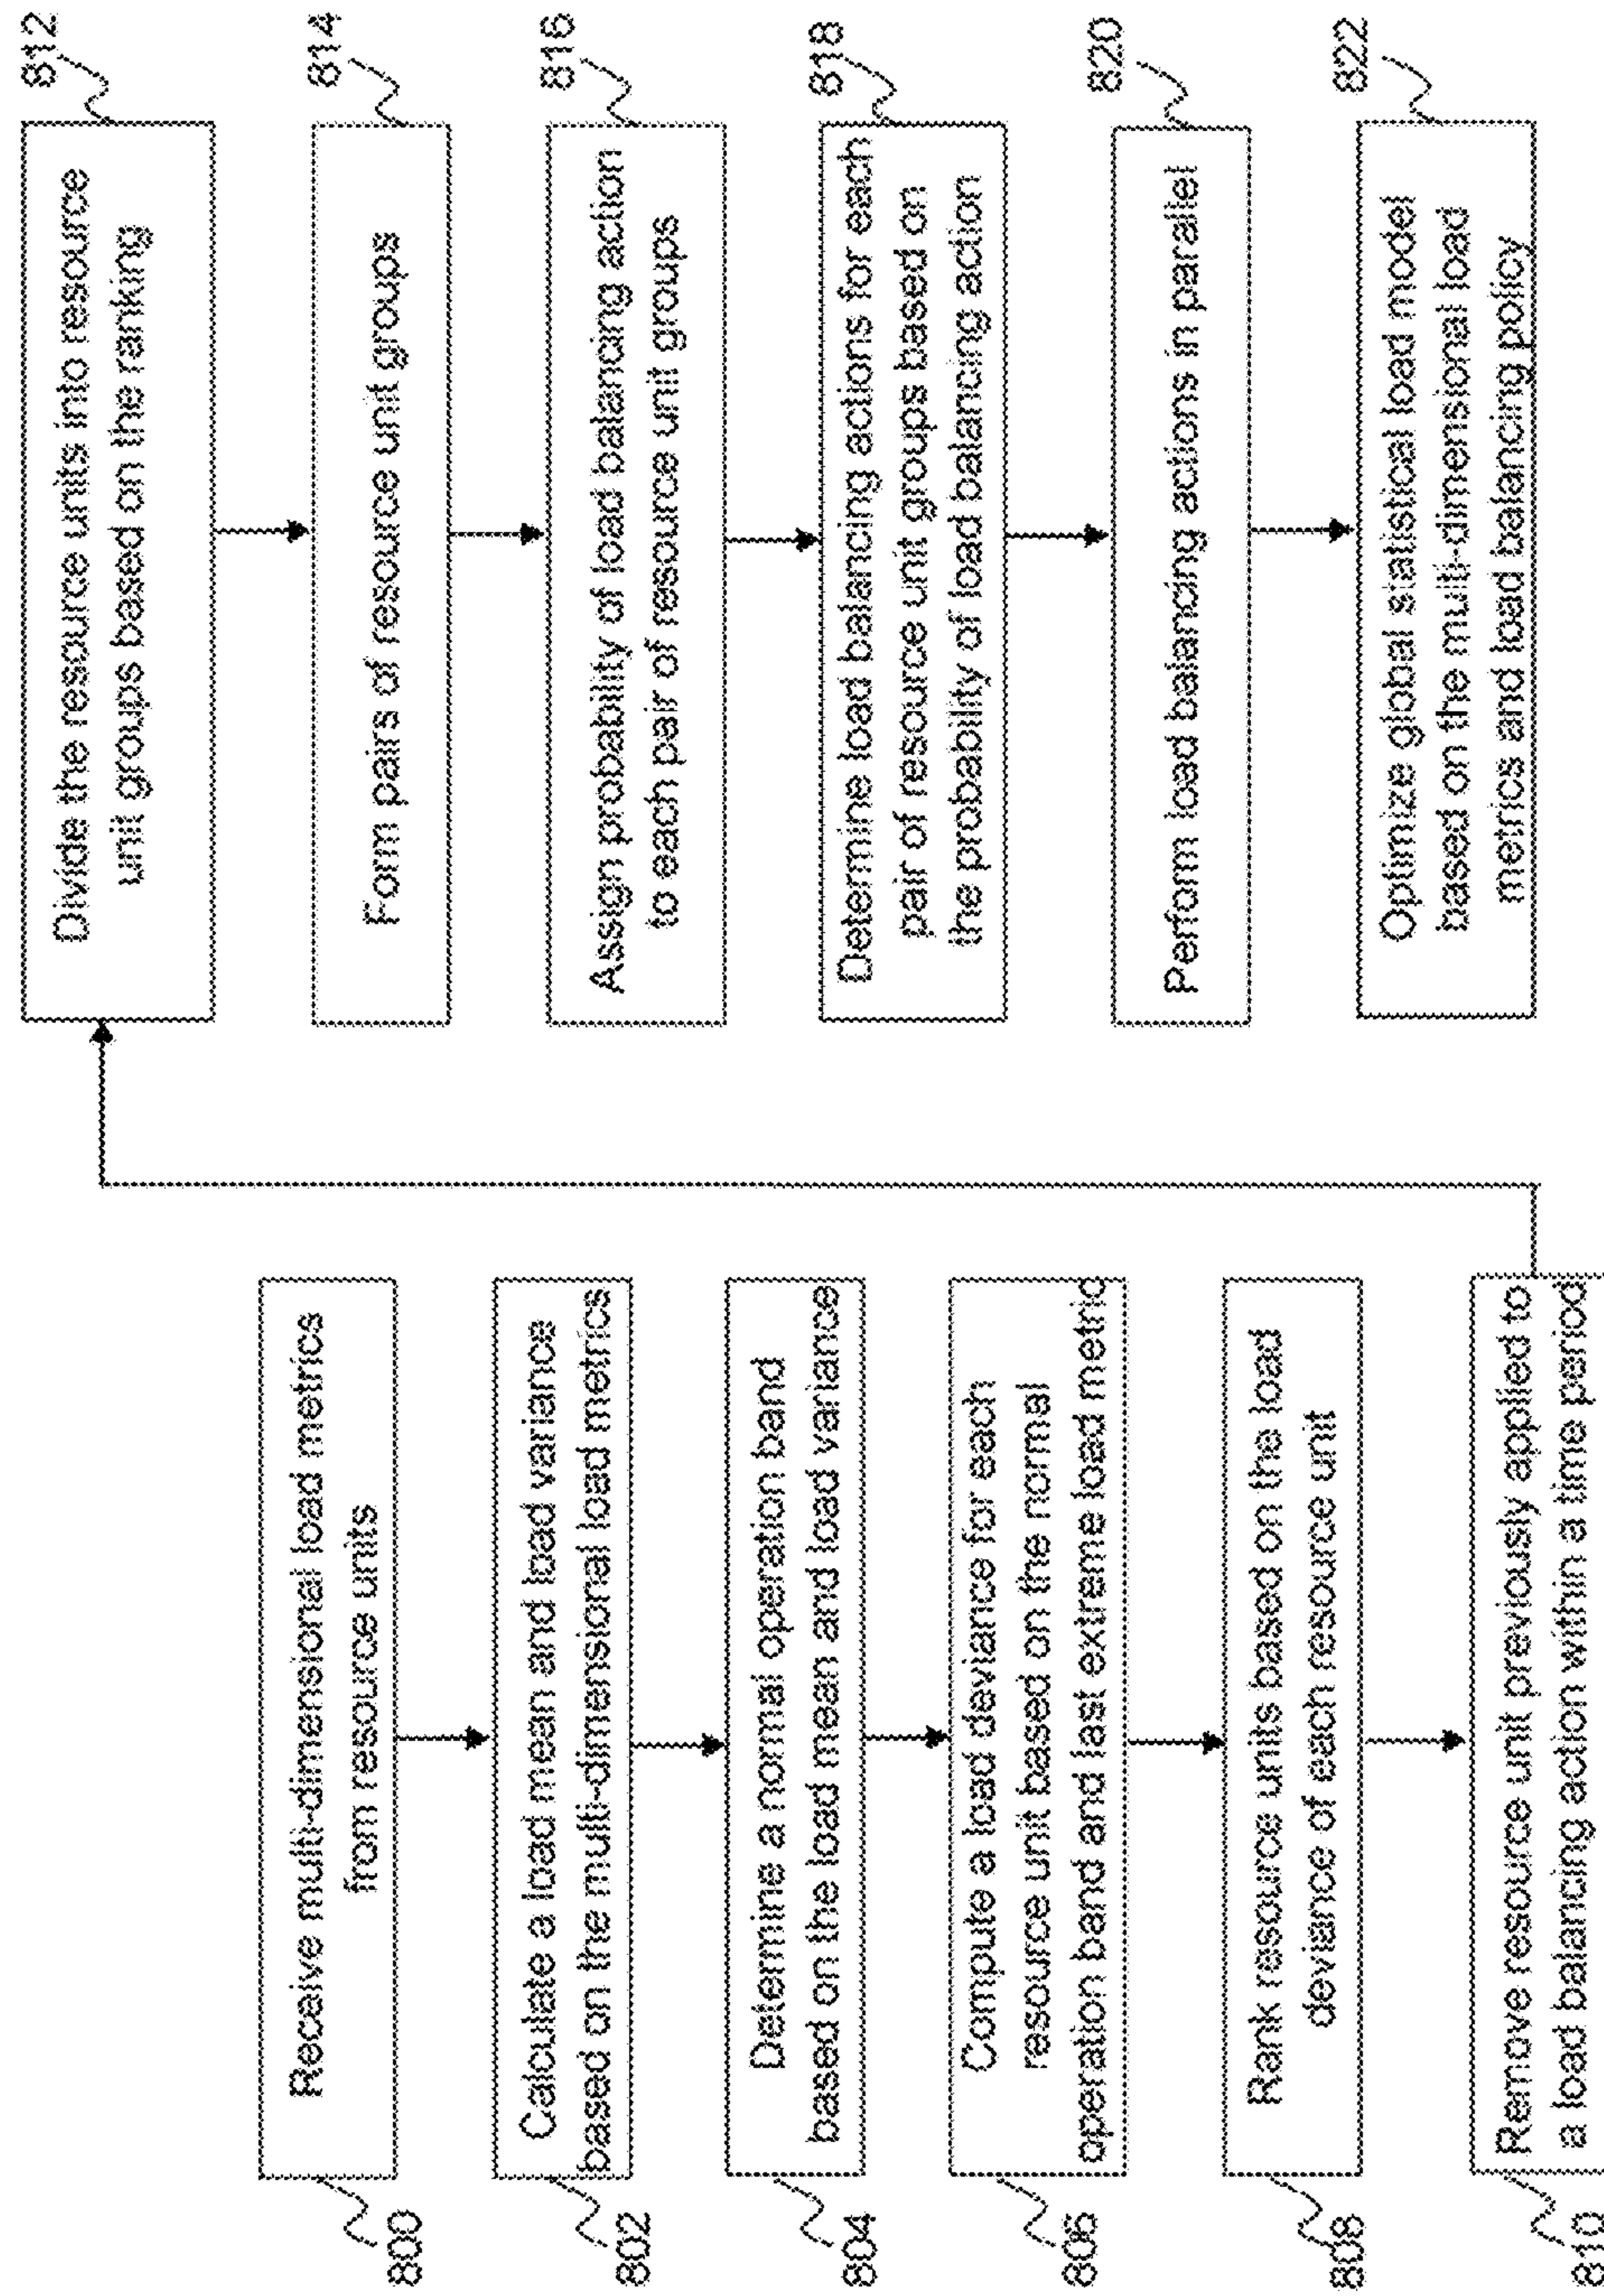 800
Receive multi-dimensional load metrics
from resource units
802
Calculate a load mean and load variance
based on the multi-dimensional load metrics
804
Determine a normal operation band
based on the load mean and load variance
806
Compute a load deviance for each
resource unit based on the normal
operation band and last extreme load metric
808
Rank resource units based on the load
deviance of each resource unit
810
Remove resource unit previously applied to
a load balancing action within a time period
812
Divide the resource units into resource
unit groups based on the ranking
814
Form pairs of resource unit groups
816
Assign probability of load balancing action
to each pair of resource unit groups
818
Determine load balancing actions for each
pair of resource unit groups based on
the probability of load balancing action
820
Perform load balancing actions in parallel
822
Optimize global statistical load model
based on the multi-dimensional load
metrics and load balancing policy